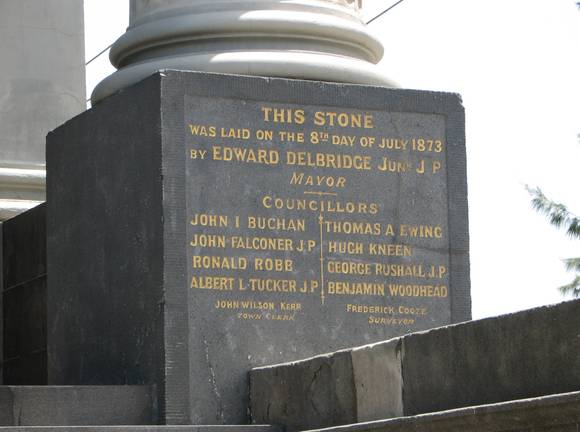 THIS STONE
WAS LAID ON THE 8TH DAY OF JULY 1873
BY EDWARD DELBRIDGE JUNR J P
MAYOR
COUNCILLORS
JOHN I BUCHAN THOMAS A EWING
JOHN FALCONER J.P HUGH KNEEN
RONALD ROBB GEORGE RUSHALL J.P
ALBERT L TUCKER J.P BENJAMIN WOODHEAD
JOHN WILSON KERR FREDERICK COOTE
TOWN CLERK SURVEYOR